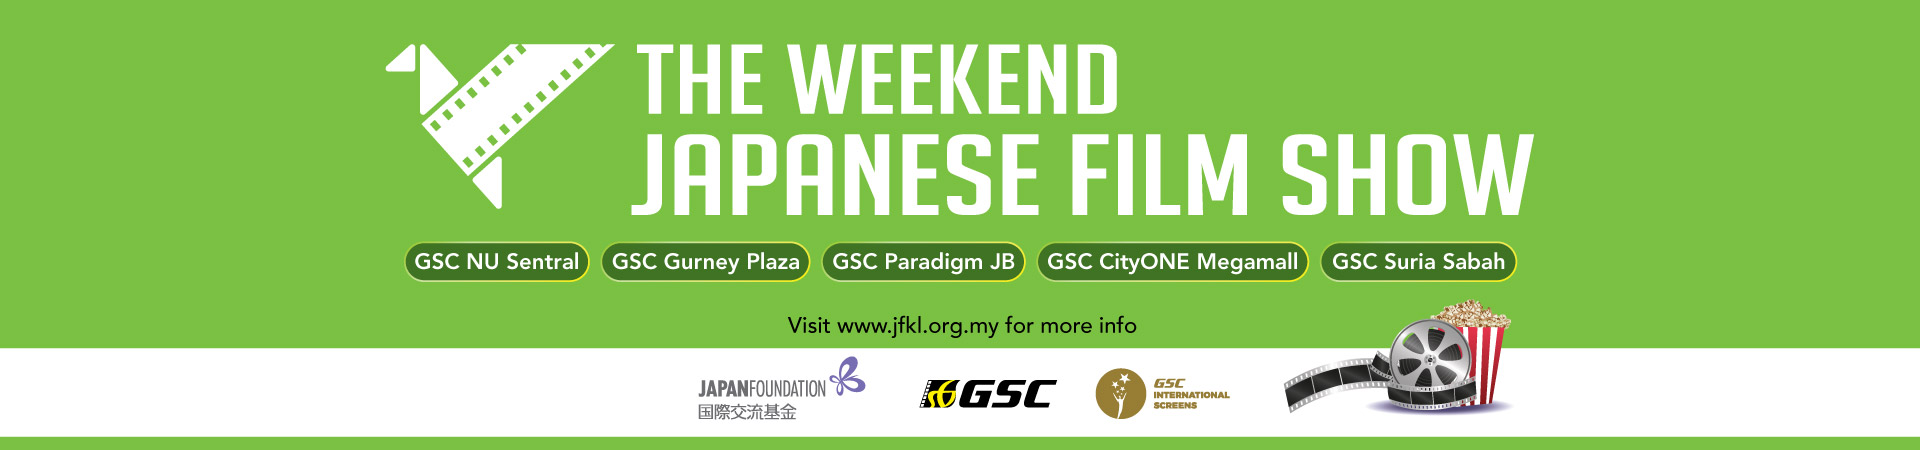 THE WEEKEND
JAPANESE FILM SHOW
GSC NU Sentral
GSC Gurney Plaza
GSC Paradigm JB
GSC CityONE Megamall
GSC Suria Sabah
Visit www.jfkl.org.my for more info
JAPANFOUNDATION
国際交流基金
GSC
GSC
INTERNATIONAL
SCREENS